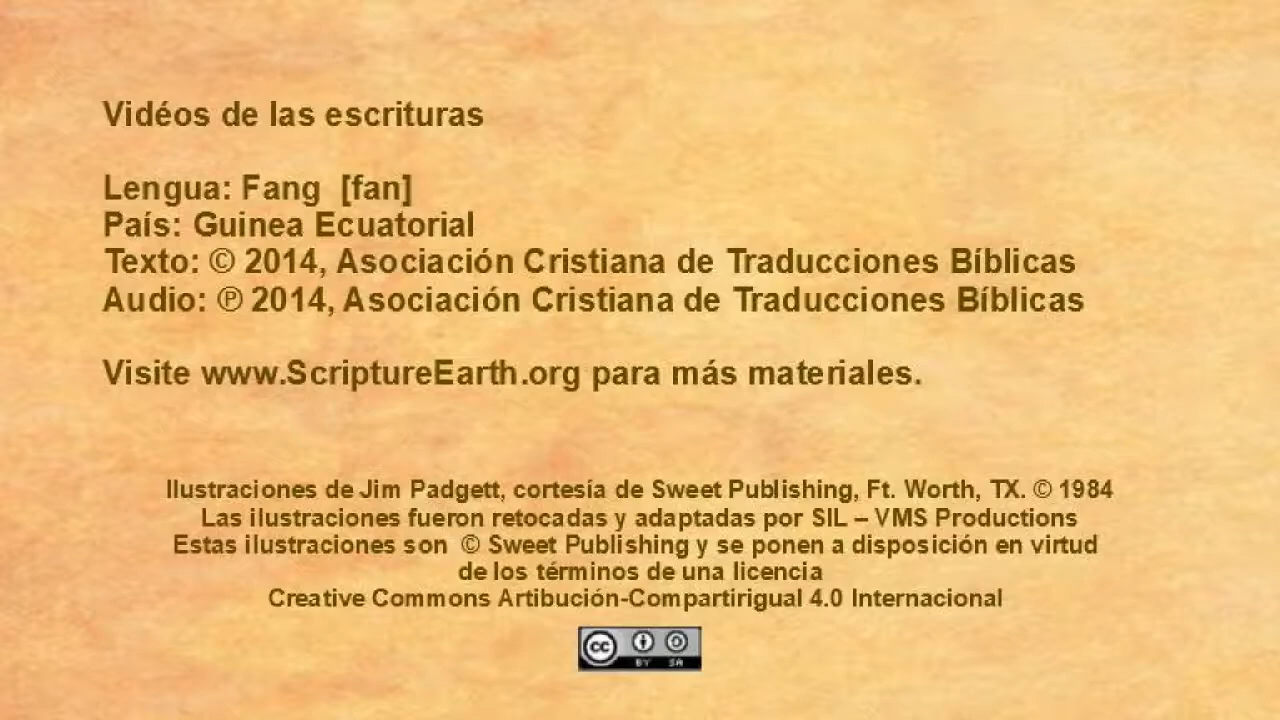 Vidéos de las escrituras
Lengua: Fang [fan]
País: Guinea Ecuatorial
Texto: © 2014, Asociación Cristiana de Traducciones Bíblicas
Audio: ℗ 2014, Asociación Cristiana de Traducciones Bíblicas
Visite www.ScriptureEarth.org para más materiales.
Ilustraciones de Jim Padgett, cortesía de Sweet Publishing, Ft. Worth, TX. © 1984
Las ilustraciones fueron retocadas y adaptadas por SIL – VMS Productions
Estas ilustraciones son © Sweet Publishing y se ponen a disposición en virtud
de los términos de una licencia
Creative Commons Artibución-Compartirigual 4.0 Internacional
cc BY SA